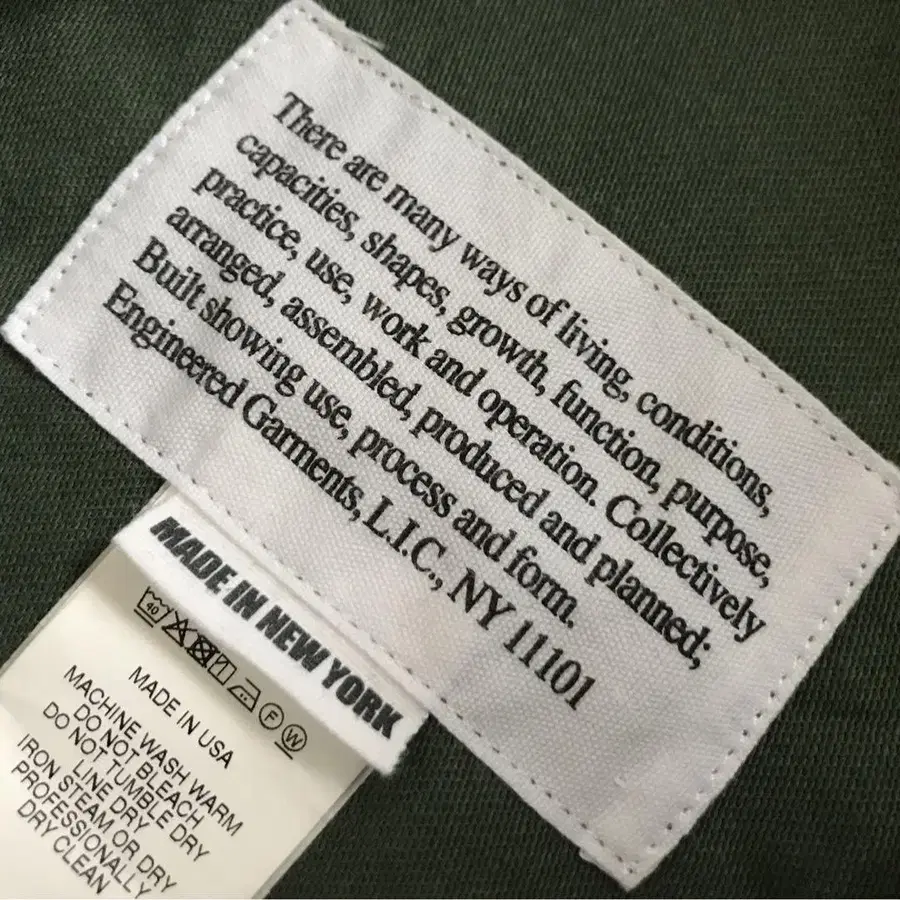 There are many ways of living, conditions,
capacities, shapes, growth, function, purpose,
practice, use, work and operation. Collectively
arranged, assembled, produced and planned;
Built showing use, process and form.
Engineered Garments, L.I.C., NY 11101
MADE IN NEW YORK
40 F W
MADE IN USA
MACHINE WASH WARM
DO NOT BLEACH
DO NOT TUMBLE DRY
LINE DRY
IRON STEAM OR DRY
PROFESSIONALLY
DRY CLEAN